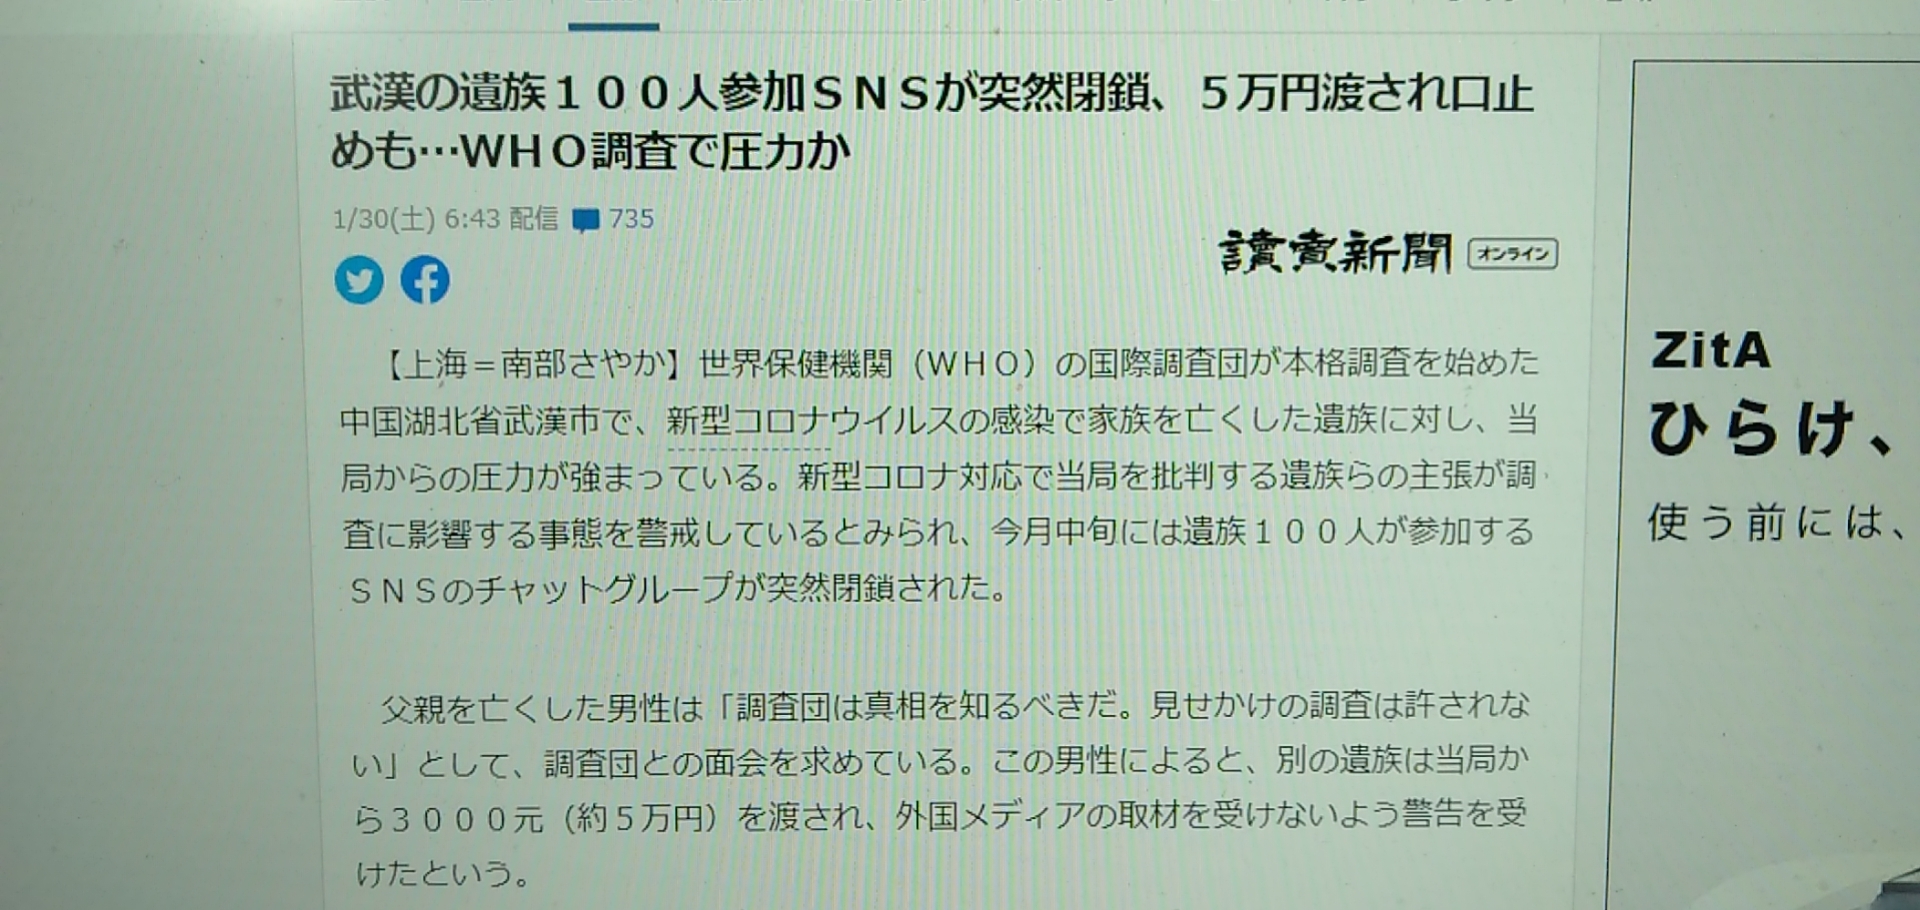 武漢の遺族１００人参加ＳＮＳが突然閉鎖、５万円渡され口止
めも…ＷＨＯ調査で圧力か
1/30(土) 6:43 配信 735
讀賣新聞 オンライン
【上海＝南部さやか】世界保健機関（ＷＨＯ）の国際調査団が本格調査を始めた
中国湖北省武漢市で、新型コロナウイルスの感染で家族を亡くした遺族に対し、当
局からの圧力が強まっている。新型コロナ対応で当局を批判する遺族らの主張が調
査に影響する事態を警戒しているとみられ、今月中旬には遺族１００人が参加する
ＳＮＳのチャットグループが突然閉鎖された。
父親を亡くした男性は「調査団は真相を知るべきだ。見せかけの調査は許されな
い」として、調査団との面会を求めている。この男性によると、別の遺族は当局か
ら３０００元（約５万円）を渡され、外国メディアの取材を受けないよう警告を受
けたという。
ZitA
ひらけ、
使う前には、